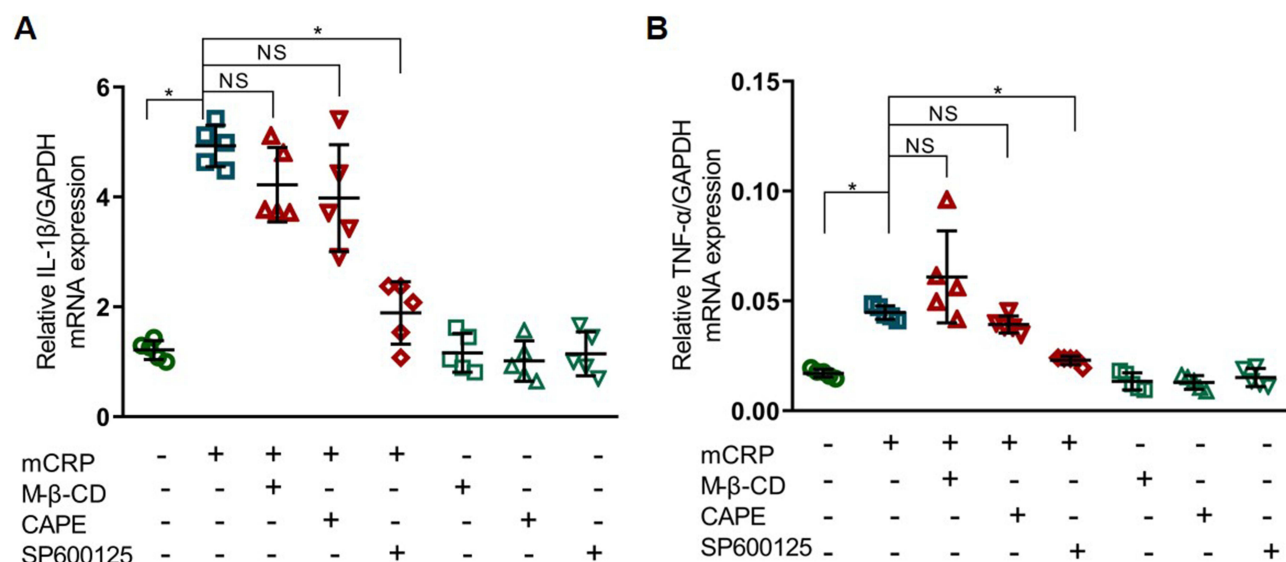 A
B
*
NS
NS
*
6
4
2
0
Relative IL-1β/GAPDH
mRNA expression
mCRP - + + + + - - -
M-β-CD - - + - - + - -
CAPE - - - + - - + -
SP600125 - - - - + - - +
*
NS
NS
*
0.15
0.10
0.05
0.00
Relative TNF-α/GAPDH
mRNA expression
mCRP - + + + + - - -
M-β-CD - - + - - + - -
CAPE - - - + - - + -
SP600125 - - - - + - - +